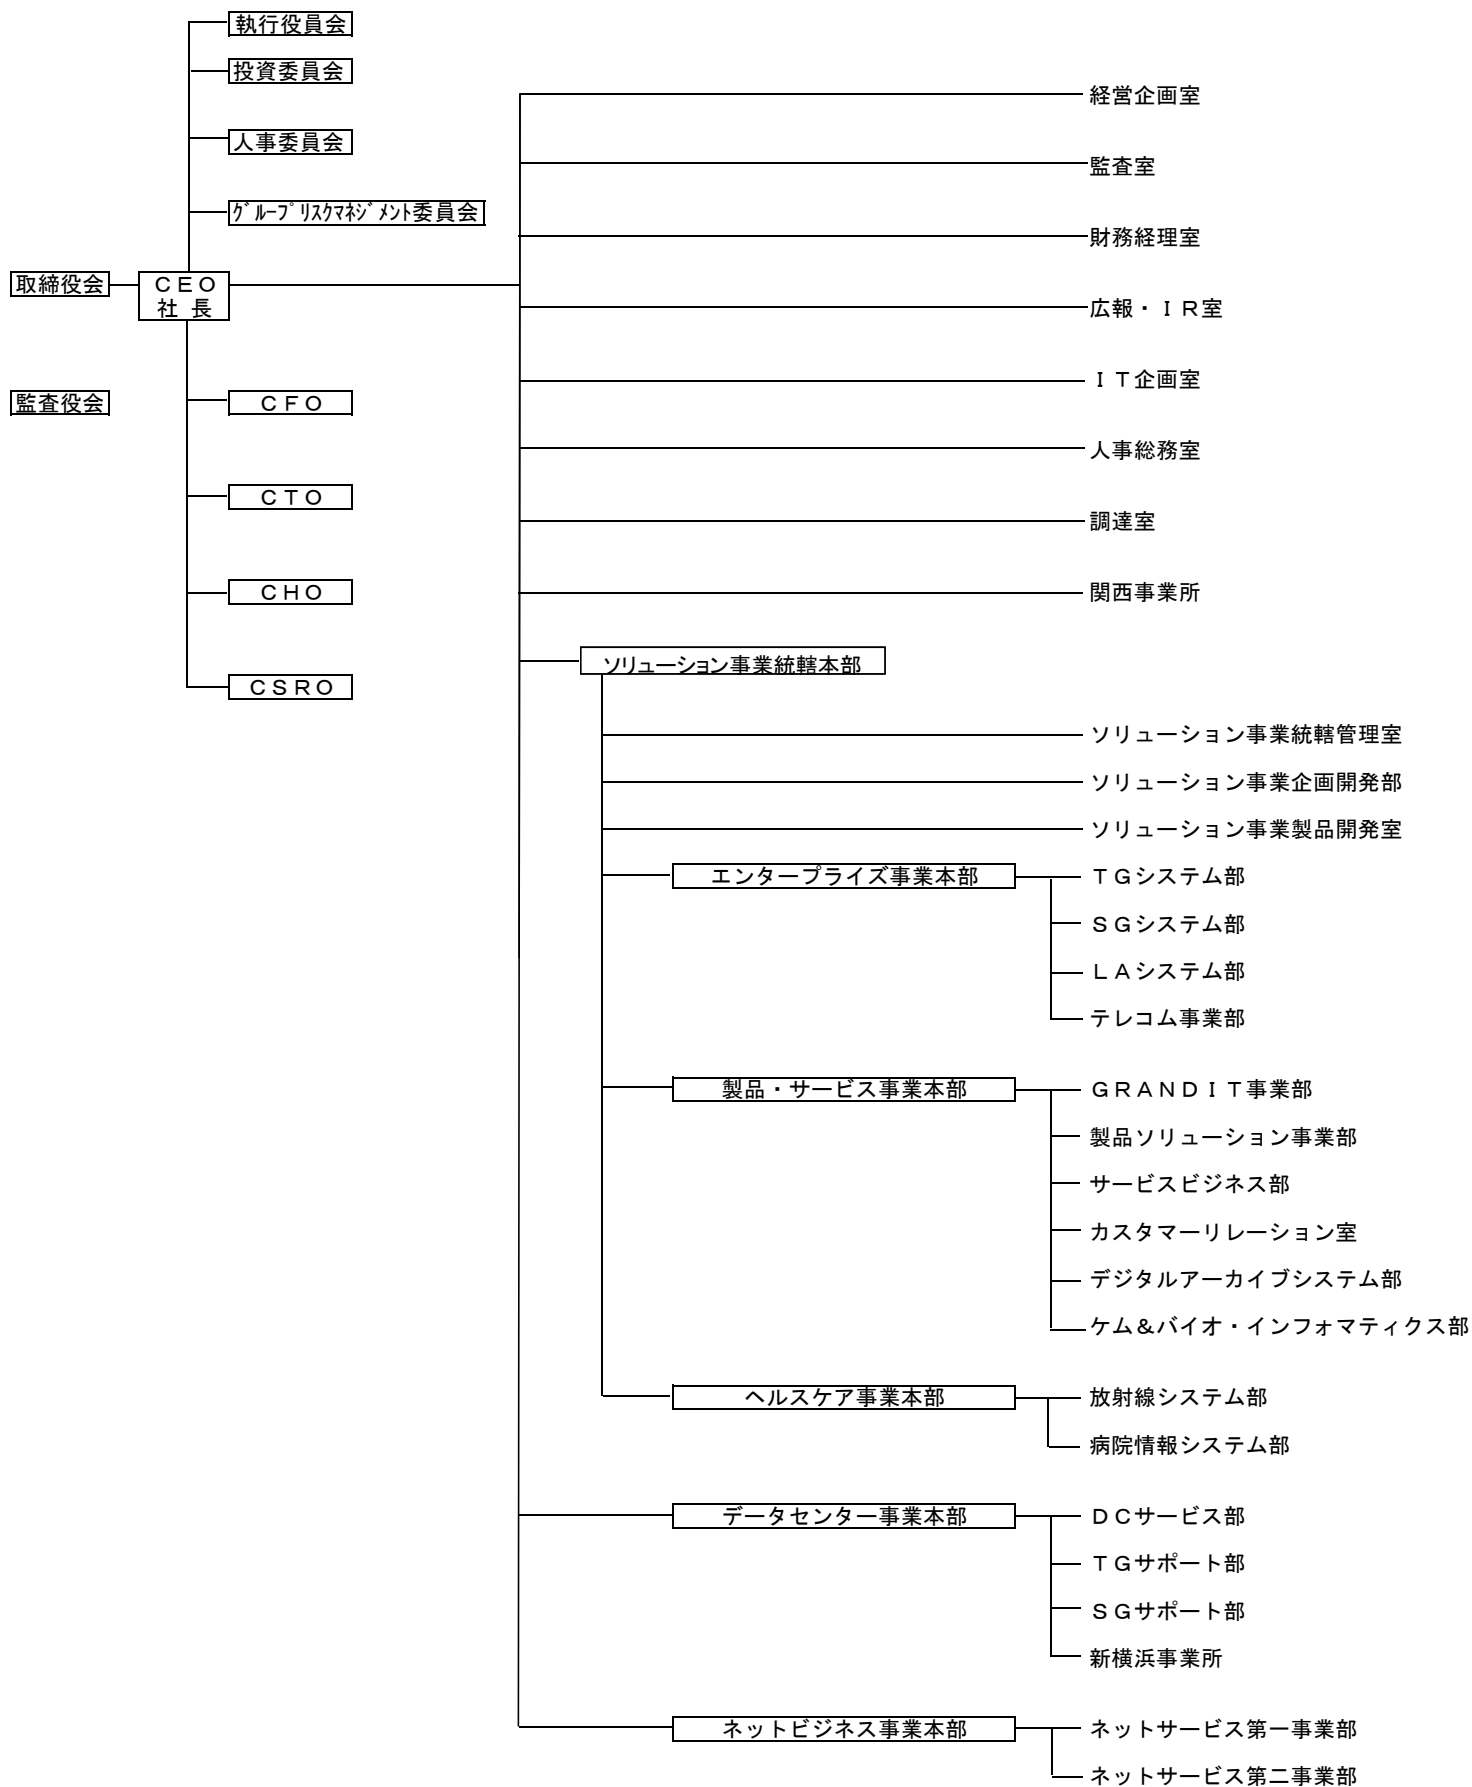 執行役員会
投資委員会
人事委員会
ｸﾞﾙｰﾌﾟﾘｽｸﾏﾈｼﾞﾒﾝﾄ委員会
取締役会
ＣＥＯ
社 長
監査役会
ＣＦＯ
ＣＴＯ
ＣＨＯ
ＣＳＲＯ
経営企画室
監査室
財務経理室
広報・ＩＲ室
ＩＴ企画室
人事総務室
調達室
関西事業所
ソリューション事業統轄本部
ソリューション事業統轄管理室
ソリューション事業企画開発部
ソリューション事業製品開発室
エンタープライズ事業本部
ＴＧシステム部
ＳＧシステム部
ＬＡシステム部
テレコム事業部
製品・サービス事業本部
ＧＲＡＮＤＩＴ事業部
製品ソリューション事業部
サービスビジネス部
カスタマーリレーション室
デジタルアーカイブシステム部
ケム＆バイオ・インフォマティクス部
ヘルスケア事業本部
放射線システム部
病院情報システム部
データセンター事業本部
ＤＣサービス部
ＴＧサポート部
ＳＧサポート部
新横浜事業所
ネットビジネス事業本部
ネットサービス第一事業部
ネットサービス第二事業部